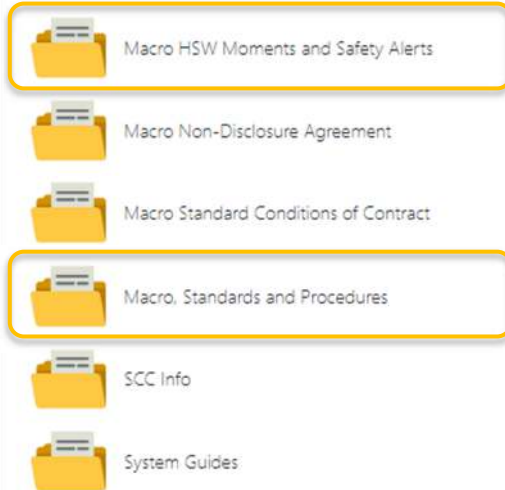 Macro HSW Moments and Safety Alerts
Macro Non-Disclosure Agreement
Macro Standard Conditions of Contract
Macro, Standards and Procedures
SCC Info
System Guides